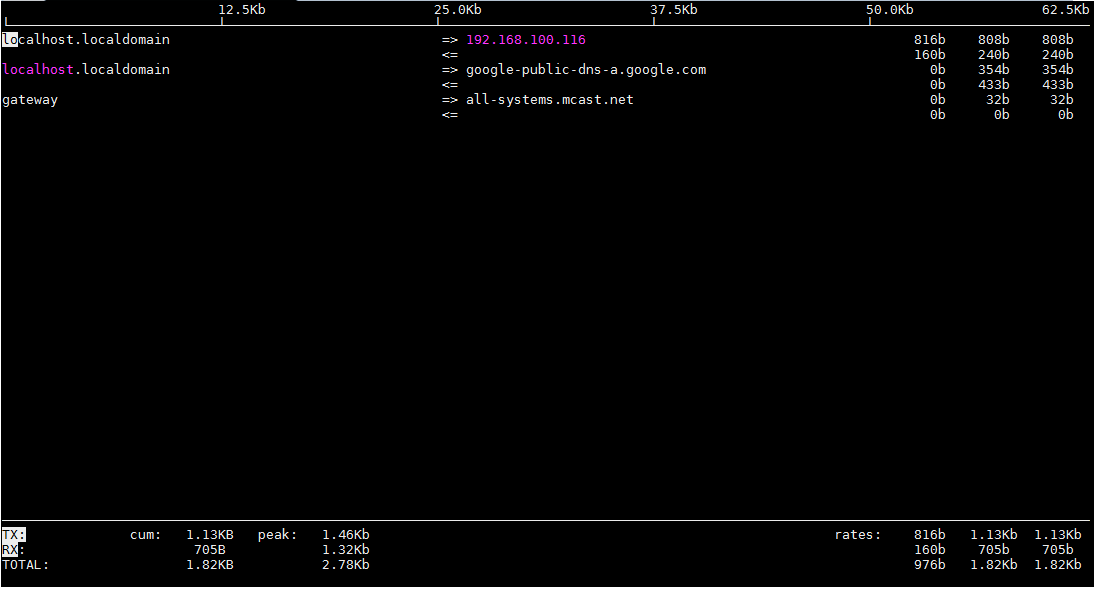 12.5Kb 25.0Kb 37.5Kb 50.0Kb 62.5Kb
localhost.localdomain => 192.168.100.116 816b 808b 808b
<= 160b 240b 240b
localhost.localdomain => google-public-dns-a.google.com 0b 354b 354b
<= 0b 433b 433b
gateway => all-systems.mcast.net 0b 32b 32b
<= 0b 0b 0b
TX: cum: 1.13KB peak: 1.46Kb rates: 816b 1.13Kb 1.13Kb
RX: 705B 1.32Kb 160b 705b 705b
TOTAL: 1.82KB 2.78Kb 976b 1.82Kb 1.82Kb